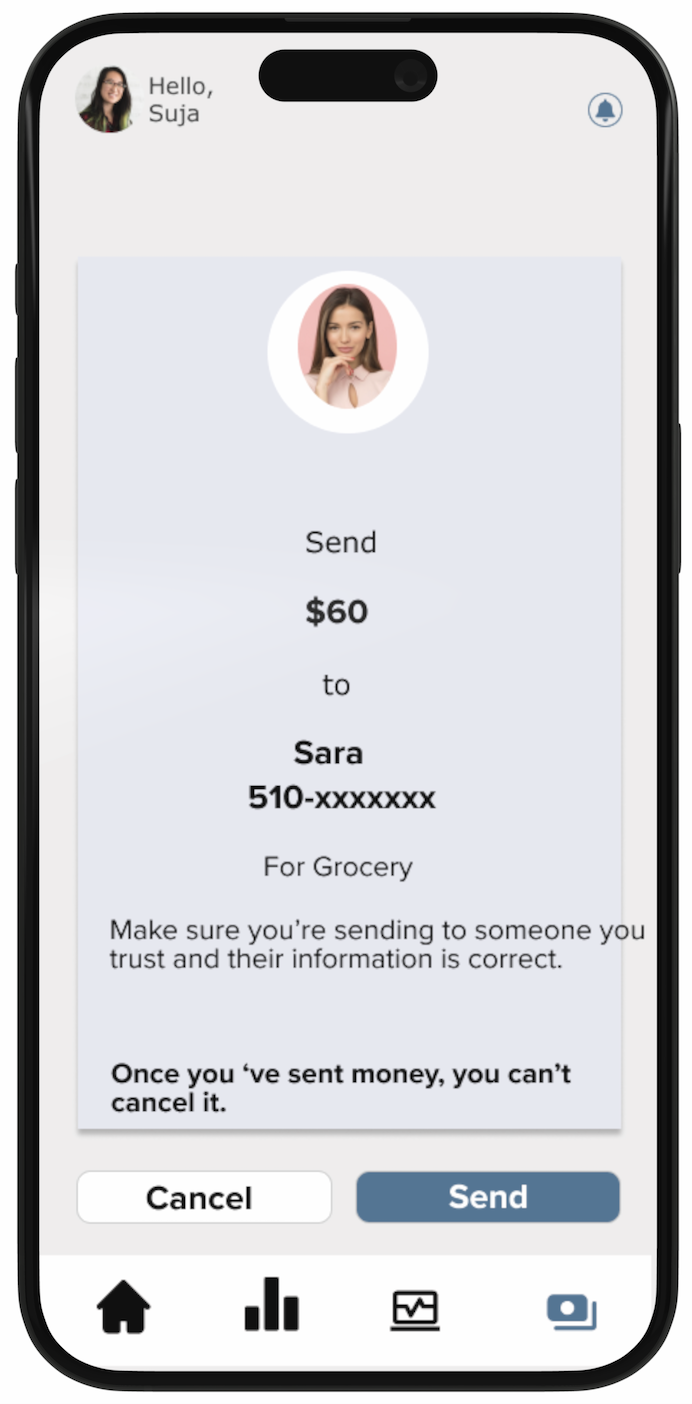 Hello,
Suja
Send
$60
to
Sara
510-xxxxxxx
For Grocery
Make sure you’re sending to someone you
trust and their information is correct.
Once you ‘ve sent money, you can’t
cancel it.
Cancel
Send